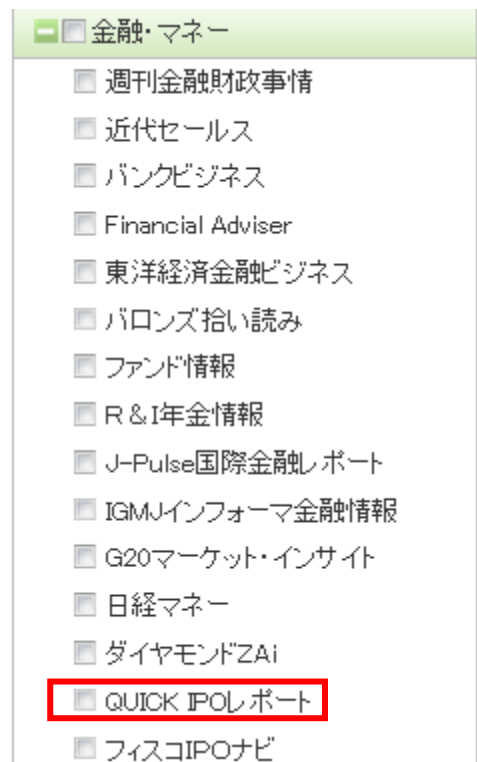 金融・マネー
週刊金融財政事情
近代セールス
バンクビジネス
Financial Adviser
東洋経済金融ビジネス
バロンズ拾い読み
ファンド情報
R&I年金情報
J-Pulse国際金融レポート
IGMJインフォーマ金融情報
G20マーケット・インサイト
日経マネー
ダイヤモンドZAi
QUICK IPOレポート
フィスコIPOナビ